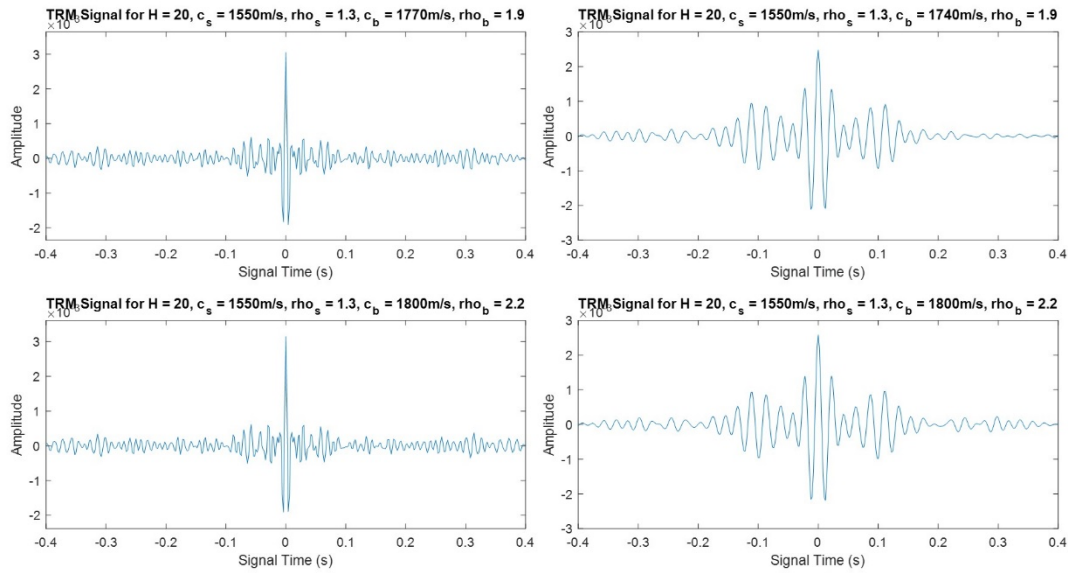 TRM Signal for H = 20, c_s = 1550m/s, rho_s = 1.3, c_b = 1770m/s, rho_b = 1.9
3
2
1
0
-1
-2
Amplitude
-0.4 -0.3 -0.2 -0.1 0 0.1 0.2 0.3 0.4
Signal Time (s)
TRM Signal for H = 20, c_s = 1550m/s, rho_s = 1.3, c_b = 1740m/s, rho_b = 1.9
3
2
1
0
-1
-2
-3
Amplitude
-0.4 -0.3 -0.2 -0.1 0 0.1 0.2 0.3 0.4
Signal Time (s)
TRM Signal for H = 20, c_s = 1550m/s, rho_s = 1.3, c_b = 1800m/s, rho_b = 2.2
3
2
1
0
-1
-2
Amplitude
-0.4 -0.3 -0.2 -0.1 0 0.1 0.2 0.3 0.4
Signal Time (s)
TRM Signal for H = 20, c_s = 1550m/s, rho_s = 1.3, c_b = 1800m/s, rho_b = 2.2
3
2
1
0
-1
-2
-3
Amplitude
-0.4 -0.3 -0.2 -0.1 0 0.1 0.2 0.3 0.4
Signal Time (s)